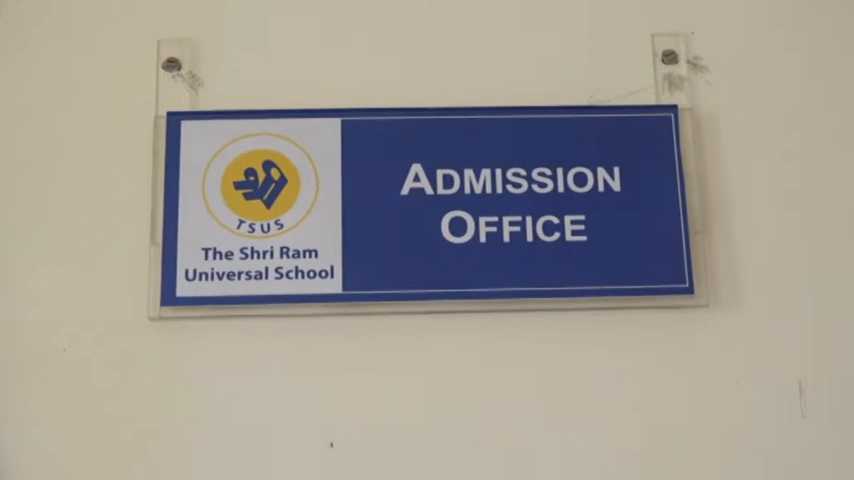 TSUS
The Shri Ram
Universal School
ADMISSION
OFFICE